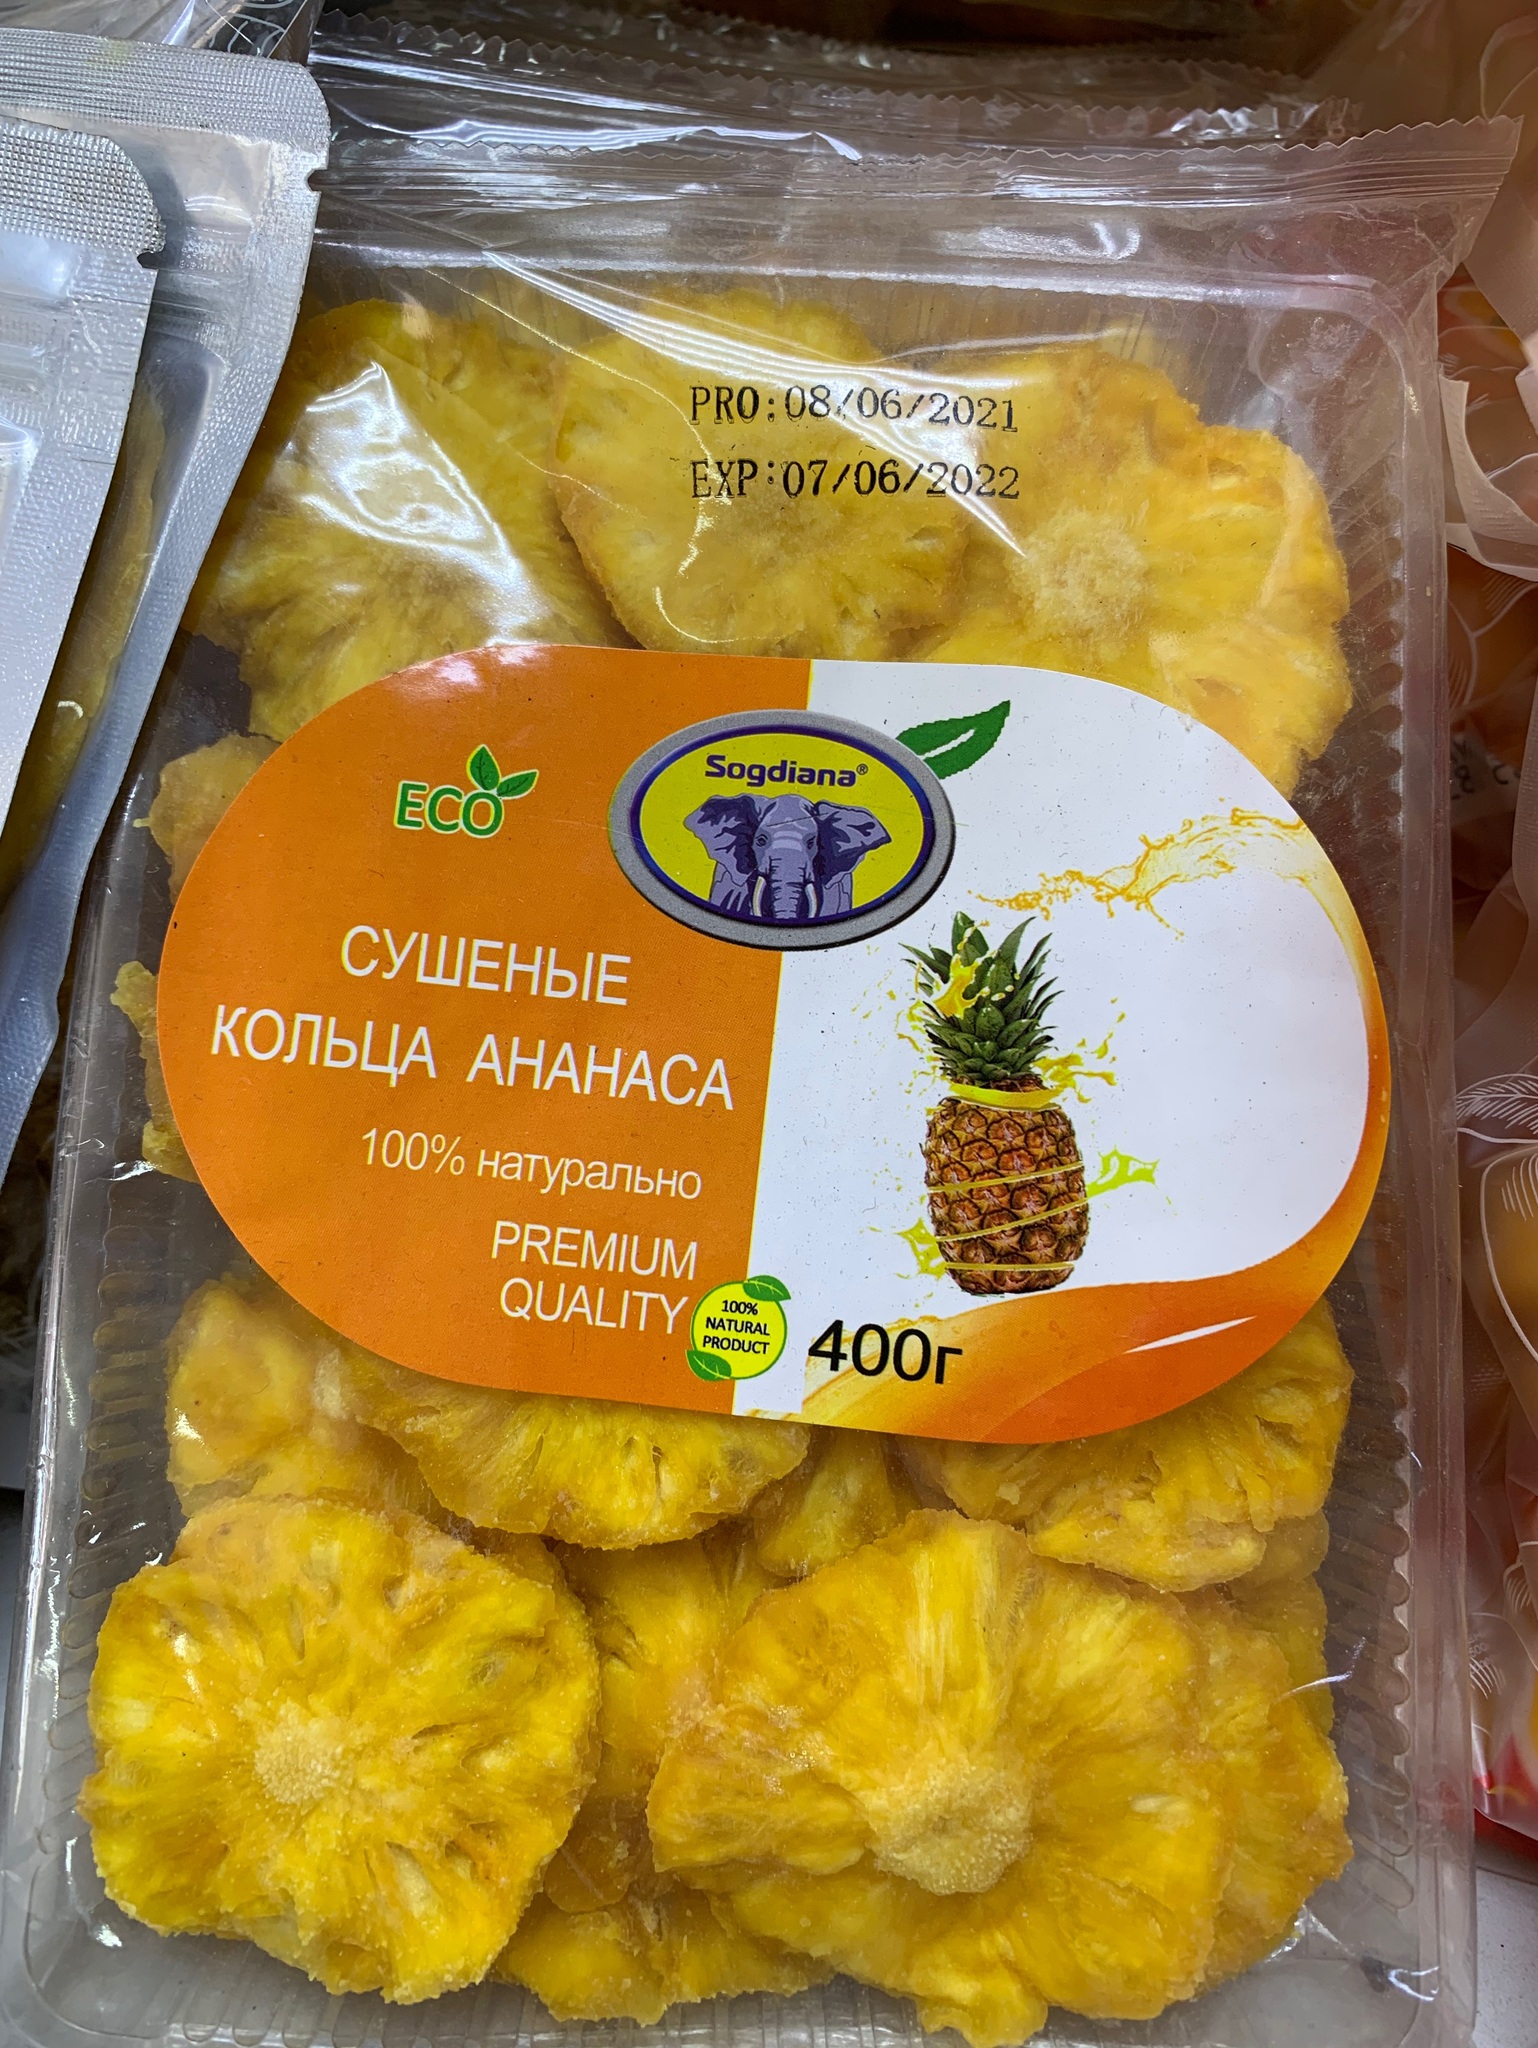 PRO:08/06/2021
EXP:07/06/2022
Sogdiana®
ECO
СУШЕНЫЕ
КОЛЬЦА АНАНАСА
100% натурально
PREMIUM
QUALITY
100%
NATURAL
PRODUCT
400г